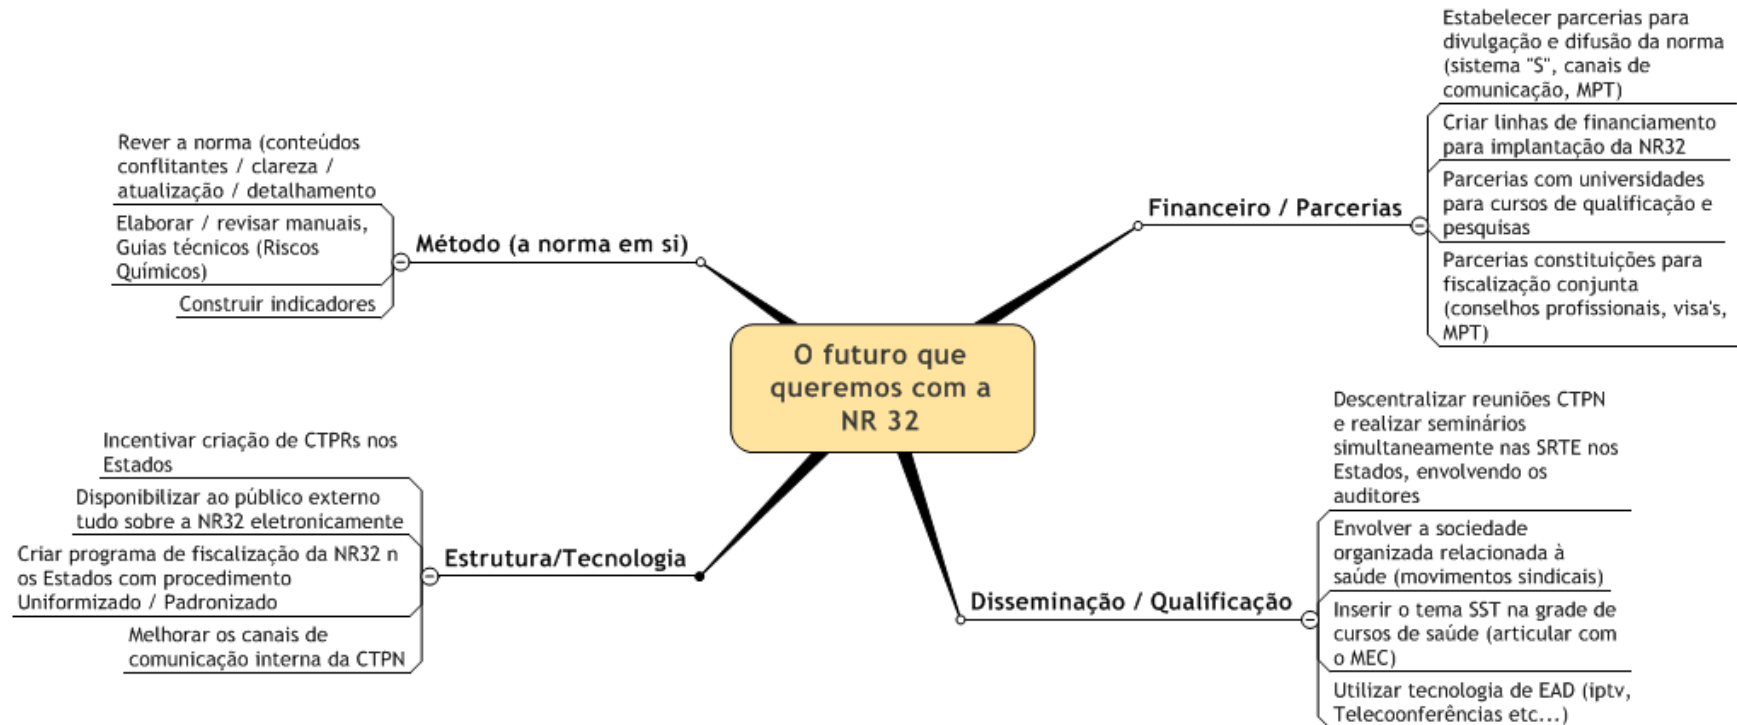 O futuro que
queremos com a
NR 32
Método (a norma em si)
Rever a norma (conteúdos
conflitantes / clareza /
atualização / detalhamento
Elaborar / revisar manuais,
Guias técnicos (Riscos
Químicos)
Construir indicadores
Financeiro / Parcerias
Estabelecer parcerias para
divulgação e difusão da norma
(sistema "S", canais de
comunicação, MPT)
Criar linhas de financiamento
para implantação da NR32
Parcerias com universidades
para cursos de qualificação e
pesquisas
Parcerias constituições para
fiscalização conjunta
(conselhos profissionais, visa's,
MPT)
Estrutura/Tecnologia
Incentivar criação de CTPRs nos
Estados
Disponibilizar ao público externo
tudo sobre a NR32 eletronicamente
Criar programa de fiscalização da NR32 n
os Estados com procedimento
Uniformizado / Padronizado
Melhorar os canais de
comunicação interna da CTPN
Disseminação / Qualificação
Descentralizar reuniões CTPN
e realizar seminários
simultaneamente nas SRTE nos
Estados, envolvendo os
auditores
Envolver a sociedade
organizada relacionada à
saúde (movimentos sindicais)
Inserir o tema SST na grade de
cursos de saúde (articular com
o MEC)
Utilizar tecnologia de EAD (iptv,
Telecoonferências etc...)